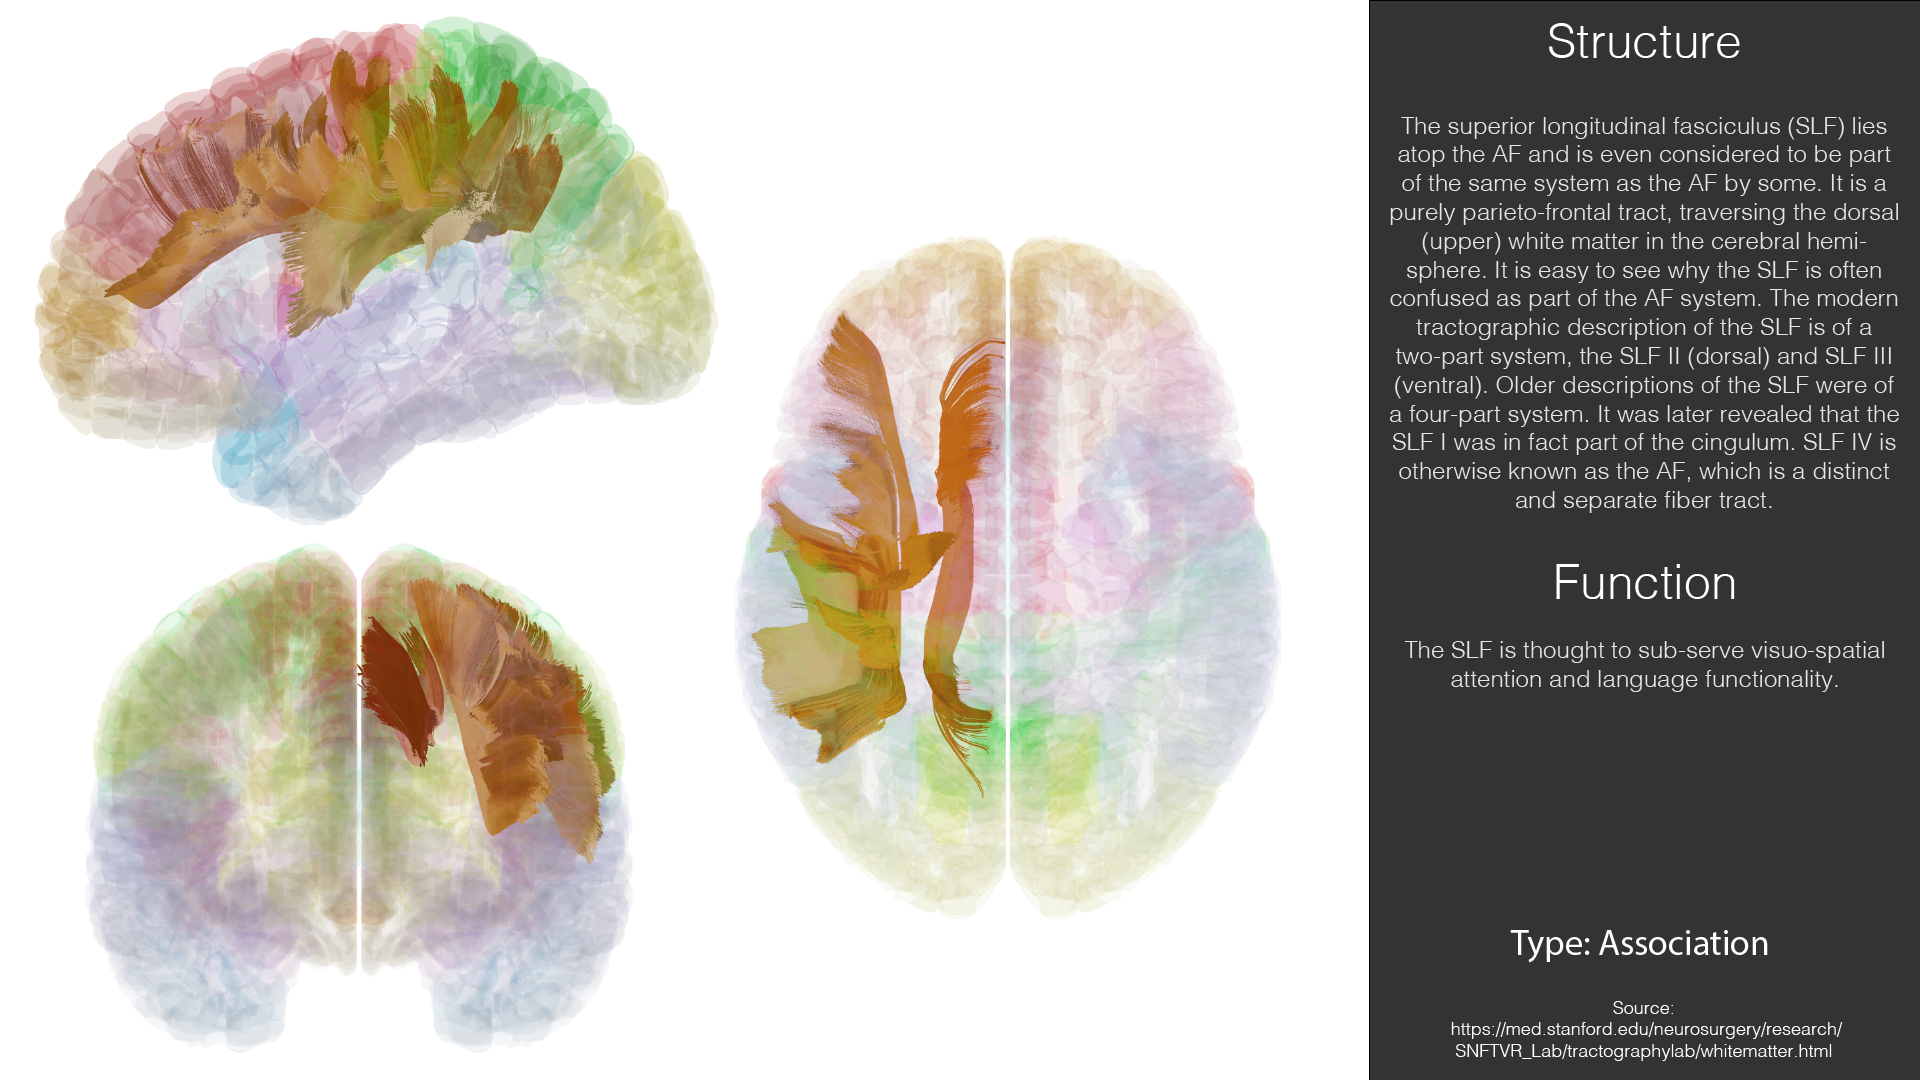 Structure
The superior longitudinal fasciculus (SLF) lies
atop the AF and is even considered to be part
of the same system as the AF by some. It is a
purely parieto-frontal tract, traversing the dorsal
(upper) white matter in the cerebral hemi-
sphere. It is easy to see why the SLF is often
confused as part of the AF system. The modern
tractographic description of the SLF is of a
two-part system, the SLF II (dorsal) and SLF III
(ventral). Older descriptions of the SLF were of
a four-part system. It was later revealed that the
SLF I was in fact part of the cingulum. SLF IV is
otherwise known as the AF, which is a distinct
and separate fiber tract.
Function
The SLF is thought to sub-serve visuo-spatial
attention and language functionality.
Type: Association
Source:
https://med.stanford.edu/neurosurgery/research/
SNFTVR_Lab/tractographylab/whitematter.html